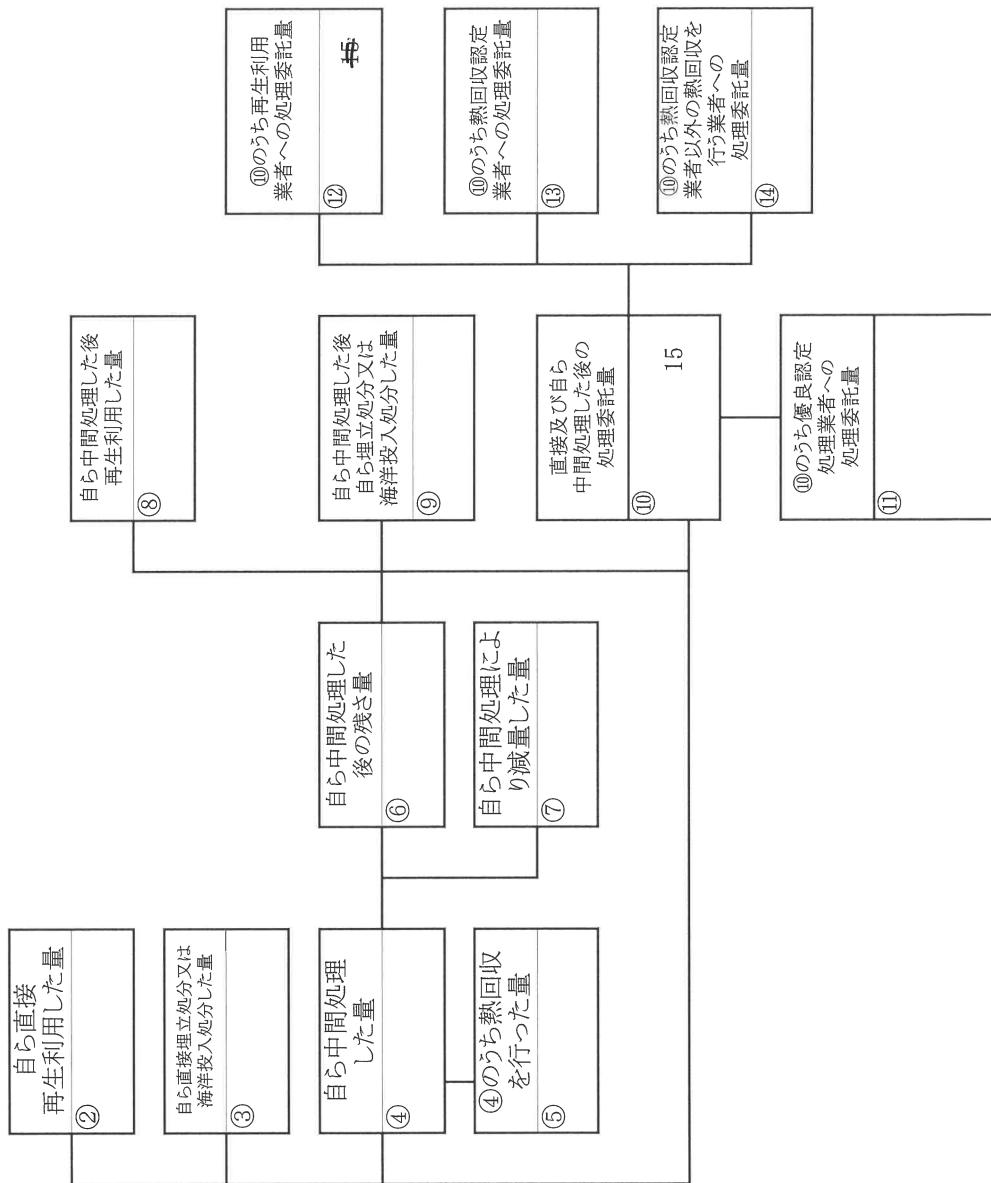 自ら直接
再生利用した量
②
自ら直接埋立処分又は
海洋投入処分した量
③
自ら中間処理
した量
④
④のうち熱回収
を行った量
⑤
自ら中間処理した
後の残さ量
⑥
自ら中間処理によ
り減量した量
⑦
自ら中間処理した後
再生利用した量
⑧
自ら中間処理した後
自ら埋立処分又は
海洋投入処分した量
⑨
直接及び自ら
中間処理した後の
処理委託量
⑩
15
⑩のうち優良認定
処理業者への
処理委託量
⑪
⑩のうち再生利用
業者への処理委託量
⑫
15
⑩のうち熱回収認定
業者への処理委託量
⑬
⑩のうち熱回収認定
業者以外の熱回収を
行う業者への
処理委託量
⑭